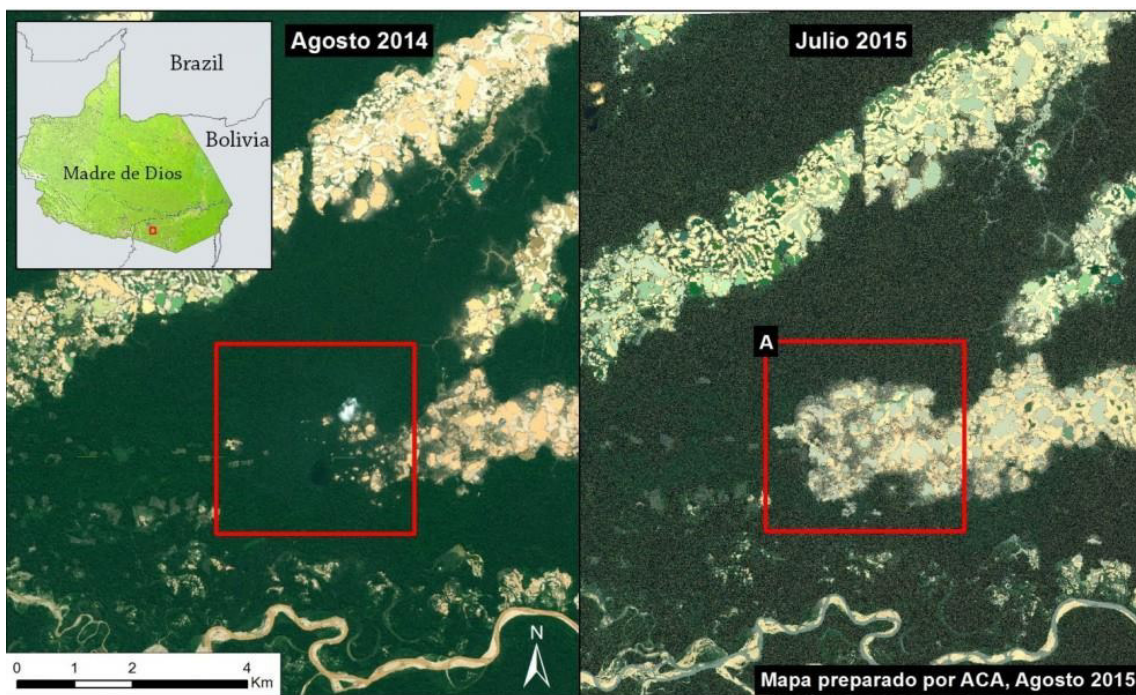 Agosto 2014
Julio 2015
Brazil
Bolivia
Madre de Dios
A
N
0 1 2 4
Km
Mapa preparado por ACA, Agosto 2015